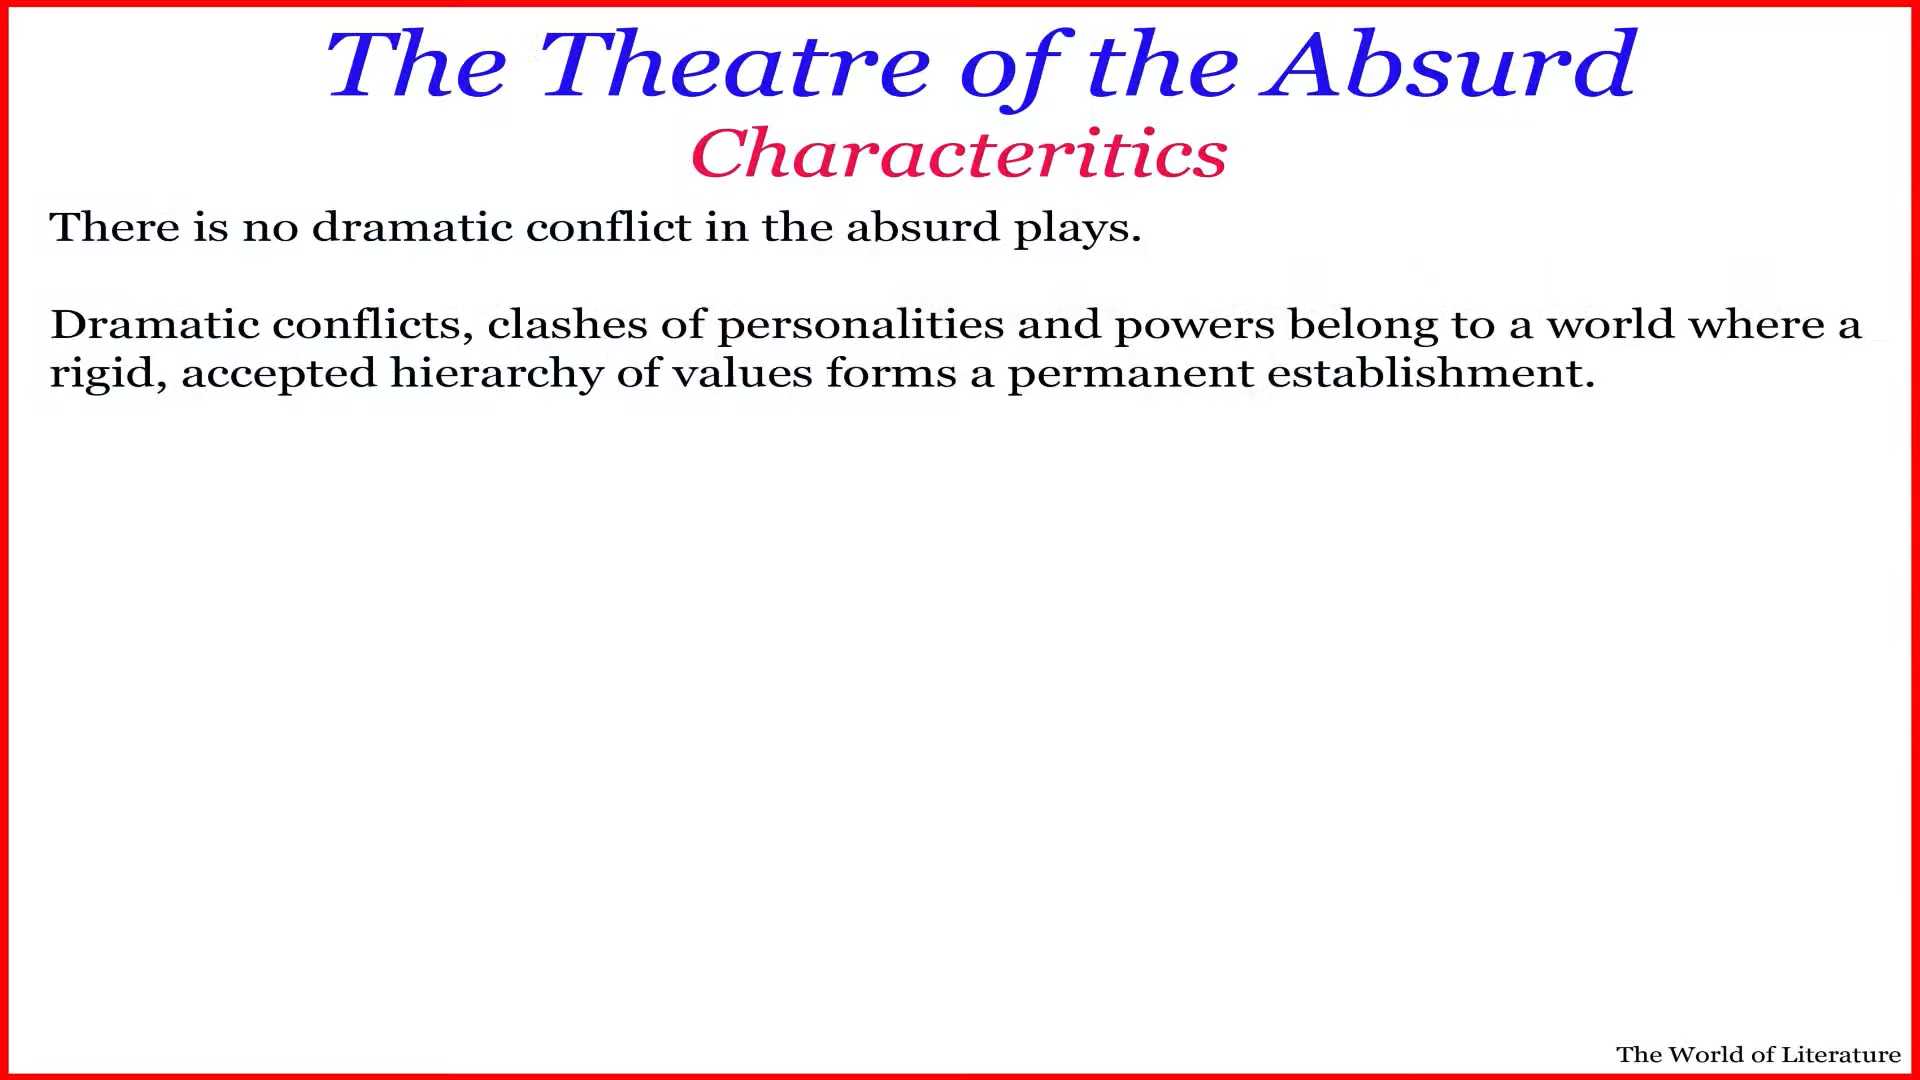 The Theatre of the Absurd
Characteritics
There is no dramatic conflict in the absurd plays.
Dramatic conflicts, clashes of personalities and powers belong to a world where a
rigid, accepted hierarchy of values forms a permanent establishment.
The World of Literature